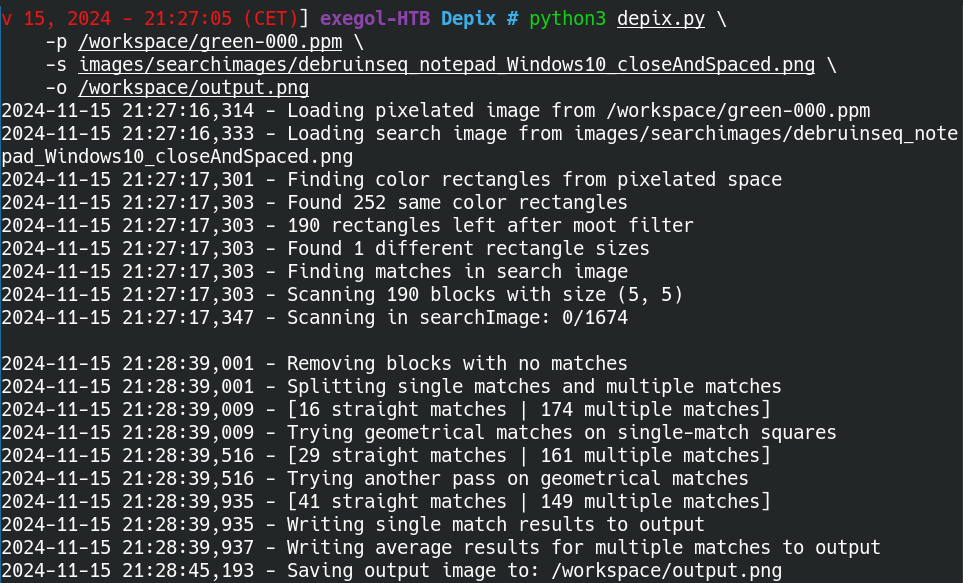 v 15, 2024 - 21:27:05 (CET)] exegol-HTB Depix # python3 depix.py \
    -p /workspace/green-000.ppm \
    -s images/searchimages/debruinseq_notepad_Windows10_closeAndSpaced.png \
    -o /workspace/output.png
2024-11-15 21:27:16,314 - Loading pixelated image from /workspace/green-000.ppm
2024-11-15 21:27:16,333 - Loading search image from images/searchimages/debruinseq_note
pad_Windows10_closeAndSpaced.png
2024-11-15 21:27:17,301 - Finding color rectangles from pixelated space
2024-11-15 21:27:17,303 - Found 252 same color rectangles
2024-11-15 21:27:17,303 - 190 rectangles left after moot filter
2024-11-15 21:27:17,303 - Found 1 different rectangle sizes
2024-11-15 21:27:17,303 - Finding matches in search image
2024-11-15 21:27:17,303 - Scanning 190 blocks with size (5, 5)
2024-11-15 21:27:17,347 - Scanning in searchImage: 0/1674

2024-11-15 21:28:39,001 - Removing blocks with no matches
2024-11-15 21:28:39,001 - Splitting single matches and multiple matches
2024-11-15 21:28:39,009 - [16 straight matches | 174 multiple matches]
2024-11-15 21:28:39,009 - Trying geometrical matches on single-match squares
2024-11-15 21:28:39,516 - [29 straight matches | 161 multiple matches]
2024-11-15 21:28:39,516 - Trying another pass on geometrical matches
2024-11-15 21:28:39,935 - [41 straight matches | 149 multiple matches]
2024-11-15 21:28:39,935 - Writing single match results to output
2024-11-15 21:28:39,937 - Writing average results for multiple matches to output
2024-11-15 21:28:45,193 - Saving output image to: /workspace/output.png